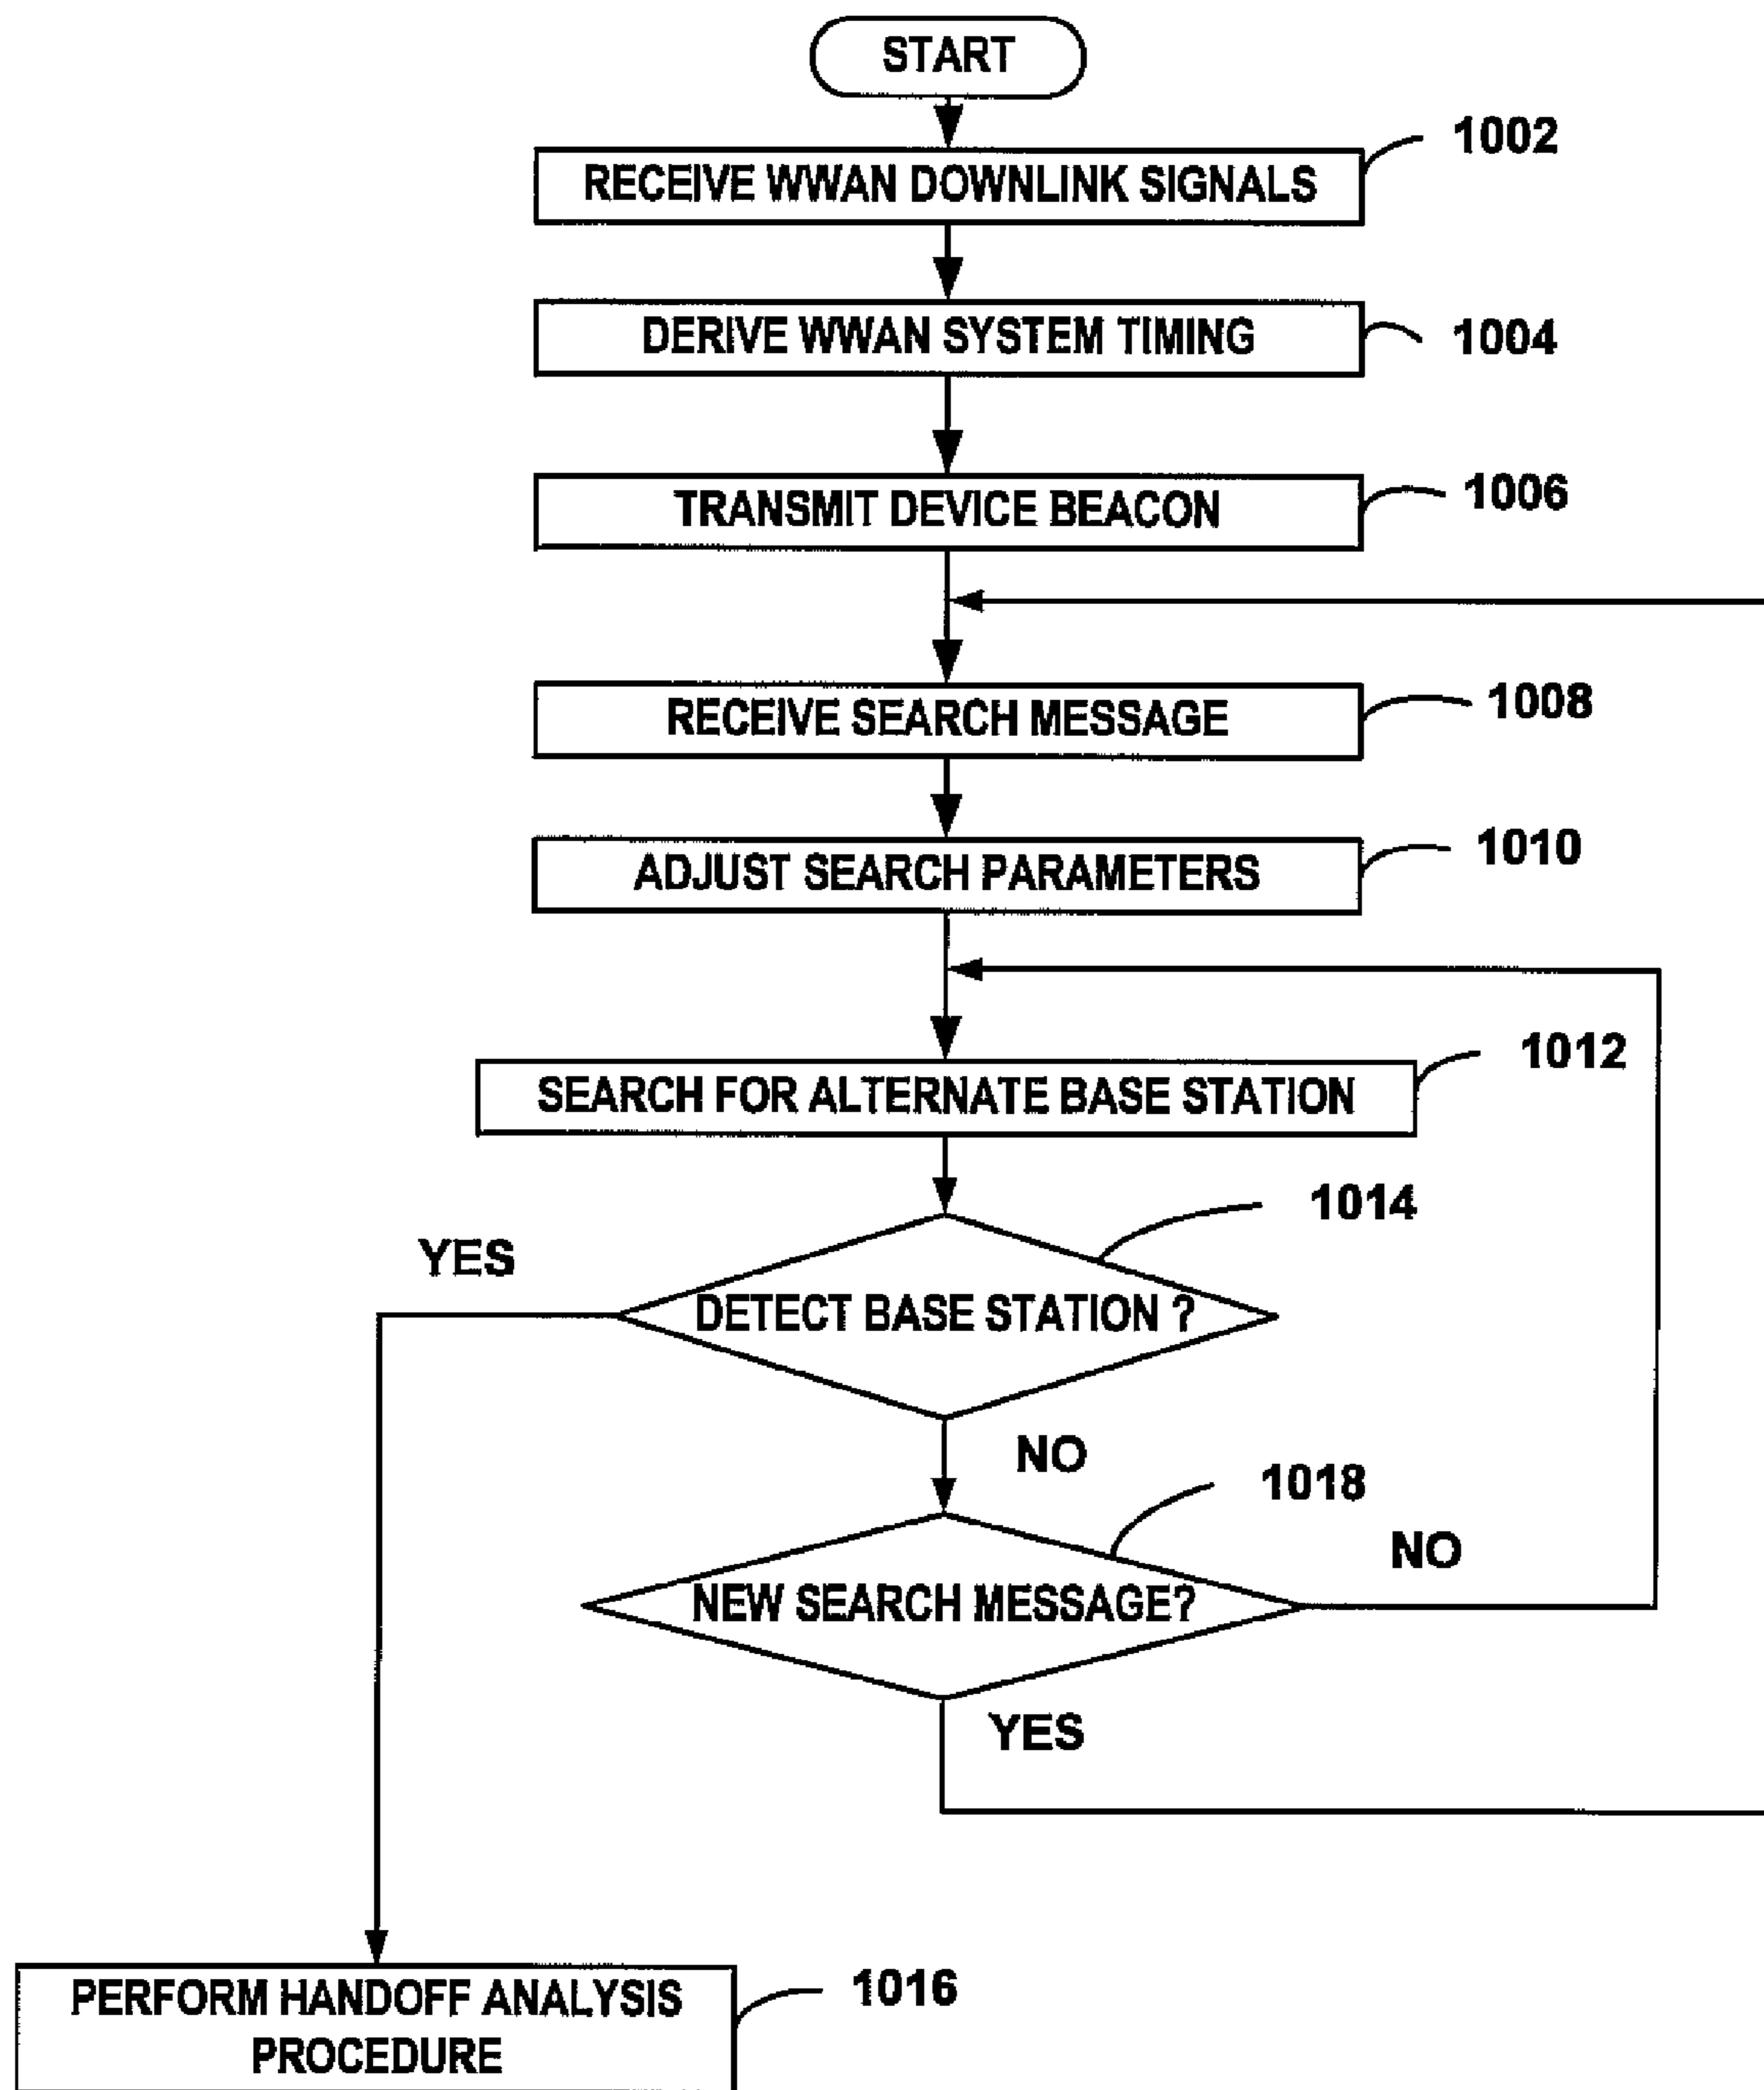 START
1002
RECEIVE WWAN DOWNLINK SIGNALS
DERIVE WWAN SYSTEM TIMING
1004
TRANSMIT DEVICE BEACON
1006
RECEIVE SEARCH MESSAGE
1008
ADJUST SEARCH PARAMETERS
1010
1012
SEARCH FOR ALTERNATE BASE STATION
1014
YES
DETECT BASE STATION ?
NO
1018
NO
NEW SEARCH MESSAGE?
YES
PERFORM HANDOFF ANALYSIS
PROCEDURE
1016